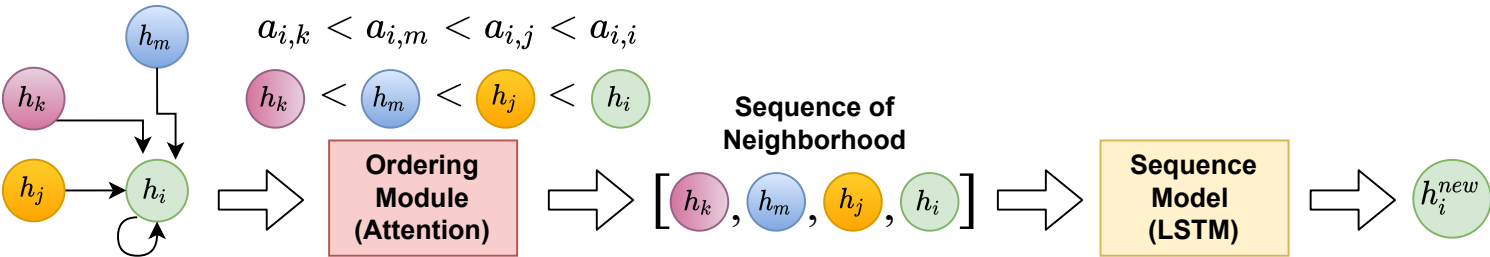 h_m
h_k
h_j
h_i
a_{i,k} < a_{i,m} < a_{i,j} < a_{i,i}
h_k < h_m < h_j < h_i
Ordering
Module
(Attention)
Sequence of
Neighborhood
[h_k, h_m, h_j, h_i]
Sequence
Model
(LSTM)
h_i^{new}